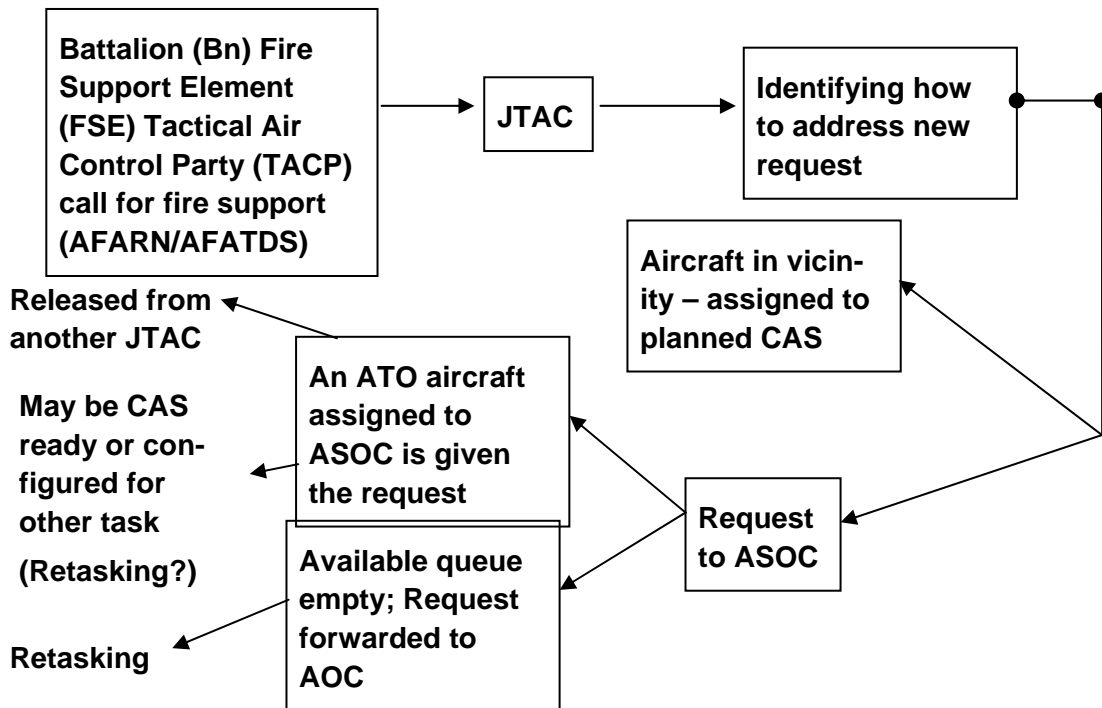 Battalion (Bn) Fire
Support Element
(FSE) Tactical Air
Control Party (TACP)
call for fire support
(AFARN/AFATDS)
JTAC
Identifying how
to address new
request
Aircraft in vicin-
ity – assigned to
planned CAS
Request
to ASOC
An ATO aircraft
assigned to
ASOC is given
the request
Released from
another JTAC
May be CAS
ready or con-
figured for
other task
(Retasking?)
Available queue
empty; Request
forwarded to
AOC
Retasking